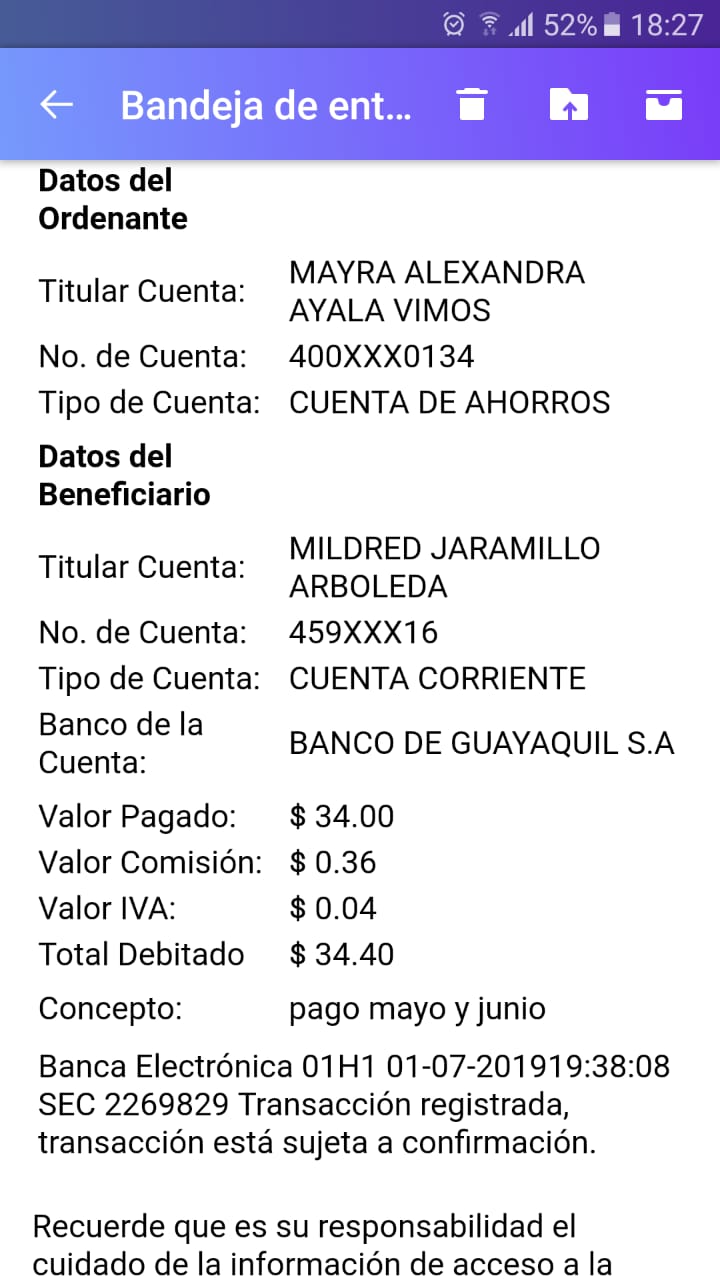 52% 18:27
Bandeja de ent...
Datos del
Ordenante
Titular Cuenta: MAYRA ALEXANDRA
AYALA VIMOS
No. de Cuenta: 400XXX0134
Tipo de Cuenta: CUENTA DE AHORROS
Datos del
Beneficiario
Titular Cuenta: MILDRED JARAMILLO
ARBOLEDA
No. de Cuenta: 459XXX16
Tipo de Cuenta: CUENTA CORRIENTE
Banco de la
Cuenta: BANCO DE GUAYAQUIL S.A
Valor Pagado: $ 34.00
Valor Comisión: $ 0.36
Valor IVA: $ 0.04
Total Debitado $ 34.40
Concepto: pago mayo y junio
Banca Electrónica 01H1 01-07-201919:38:08
SEC 2269829 Transacción registrada,
transacción está sujeta a confirmación.
Recuerde que es su responsabilidad el
cuidado de la información de acceso a la